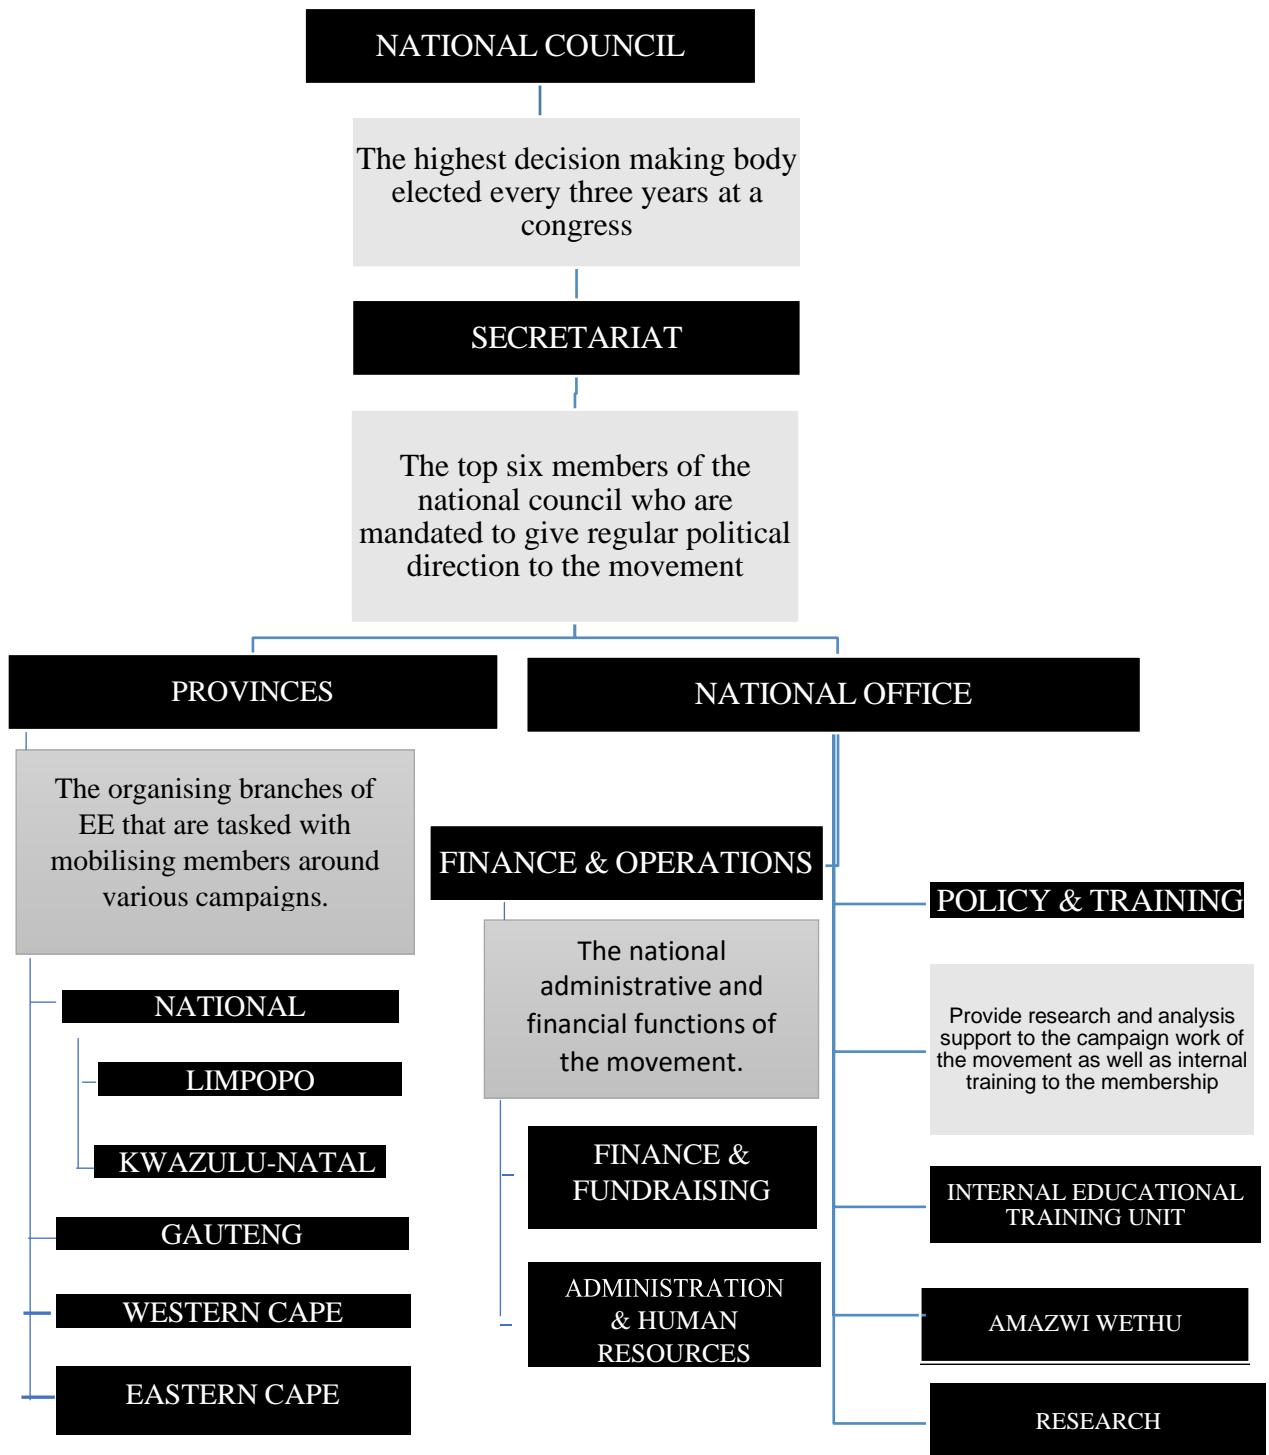 NATIONAL COUNCIL
The highest decision making body
elected every three years at a
congress
SECRETARIAT
The top six members of the
national council who are
mandated to give regular political
direction to the movement
PROVINCES
The organising branches of
EE that are tasked with
mobilising members around
various campaigns.
NATIONAL
LIMPOPO
KWAZULU-NATAL
GAUTENG
WESTERN CAPE
EASTERN CAPE
NATIONAL OFFICE
FINANCE & OPERATIONS
The national
administrative and
financial functions of
the movement.
FINANCE &
FUNDRAISING
ADMINISTRATION
& HUMAN
RESOURCES
POLICY & TRAINING
Provide research and analysis
support to the campaign work of
the movement as well as internal
training to the membership
INTERNAL EDUCATIONAL
TRAINING UNIT
AMAZWI WETHU
RESEARCH